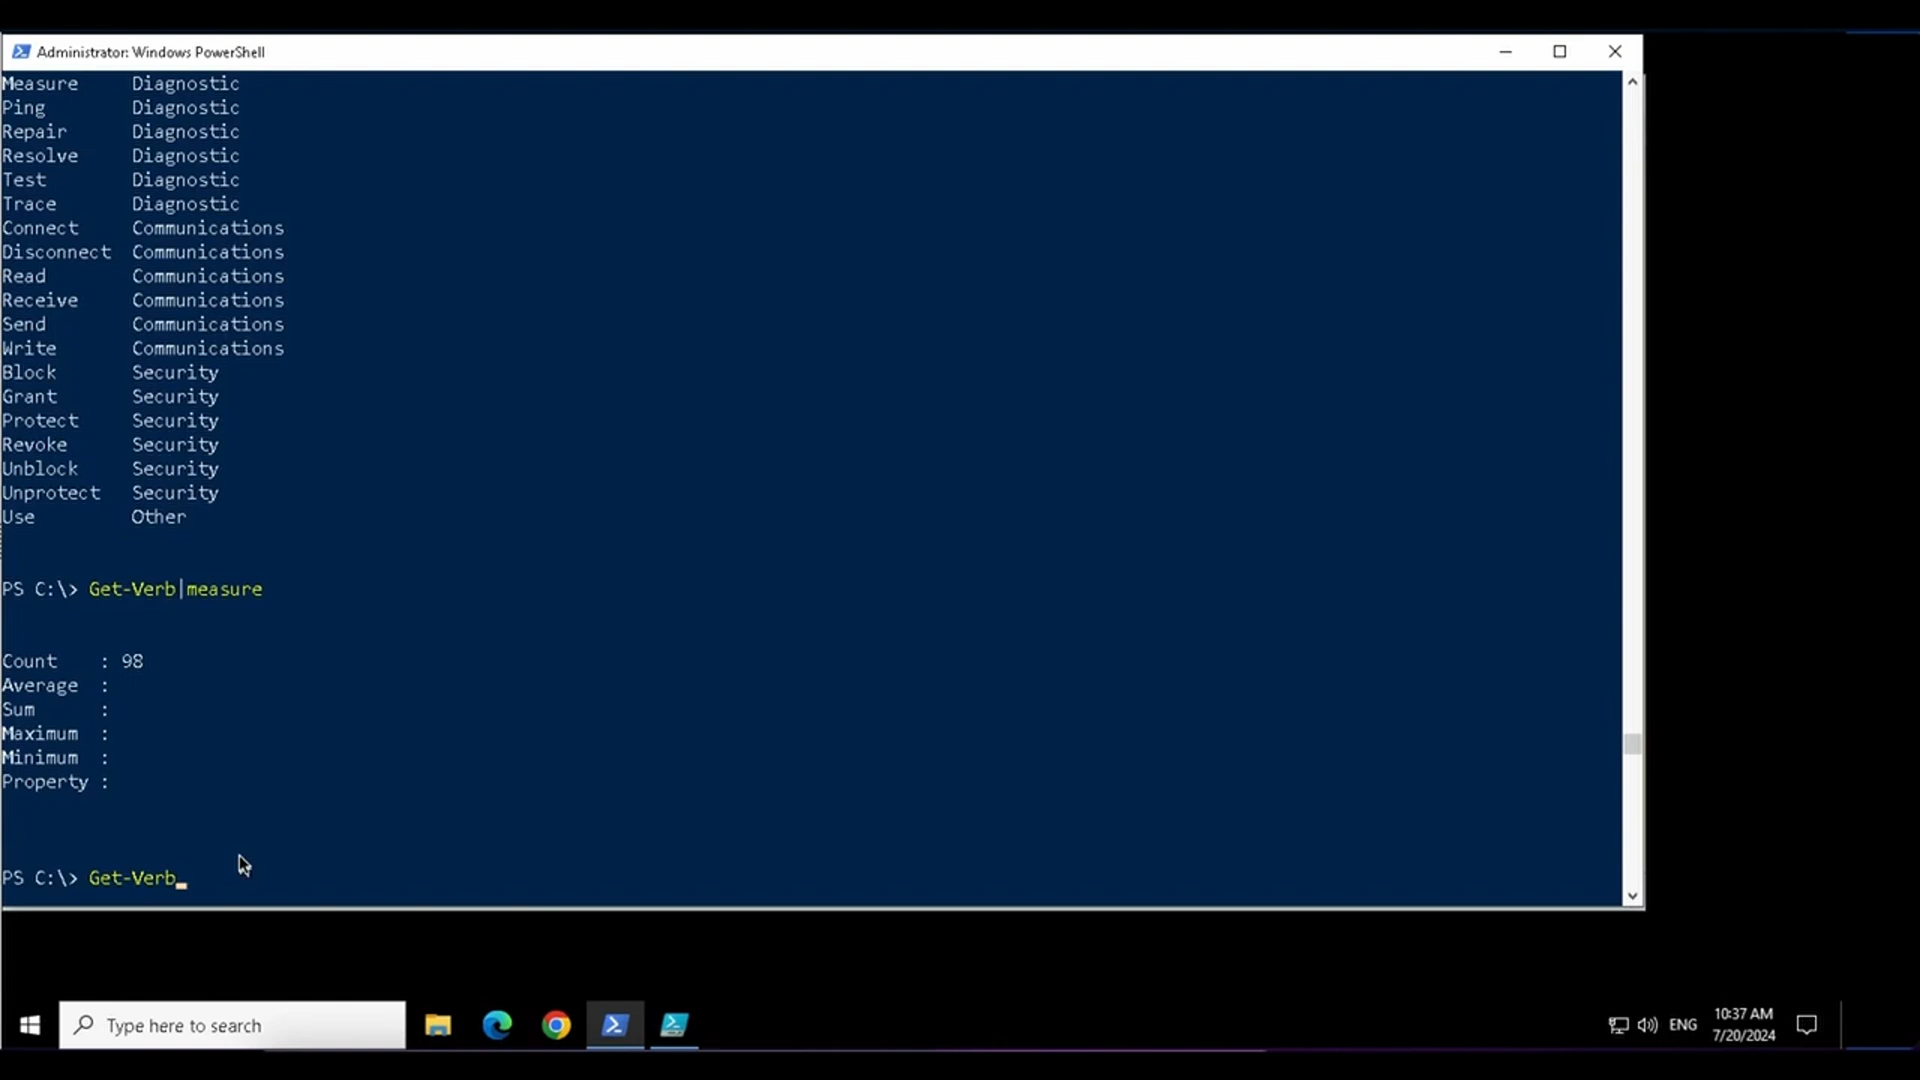 Administrator: Windows PowerShell
Measure Diagnostic
Ping Diagnostic
Repair Diagnostic
Resolve Diagnostic
Test Diagnostic
Trace Diagnostic
Connect Communications
Disconnect Communications
Read Communications
Receive Communications
Send Communications
Write Communications
Block Security
Grant Security
Protect Security
Revoke Security
Unblock Security
Unprotect Security
Use Other
PS C:\> Get-Verb|measure
Count : 98
Average :
Sum :
Maximum :
Minimum :
Property :
PS C:\> Get-Verb
Type here to search
ENG
10:37 AM
7/20/2024